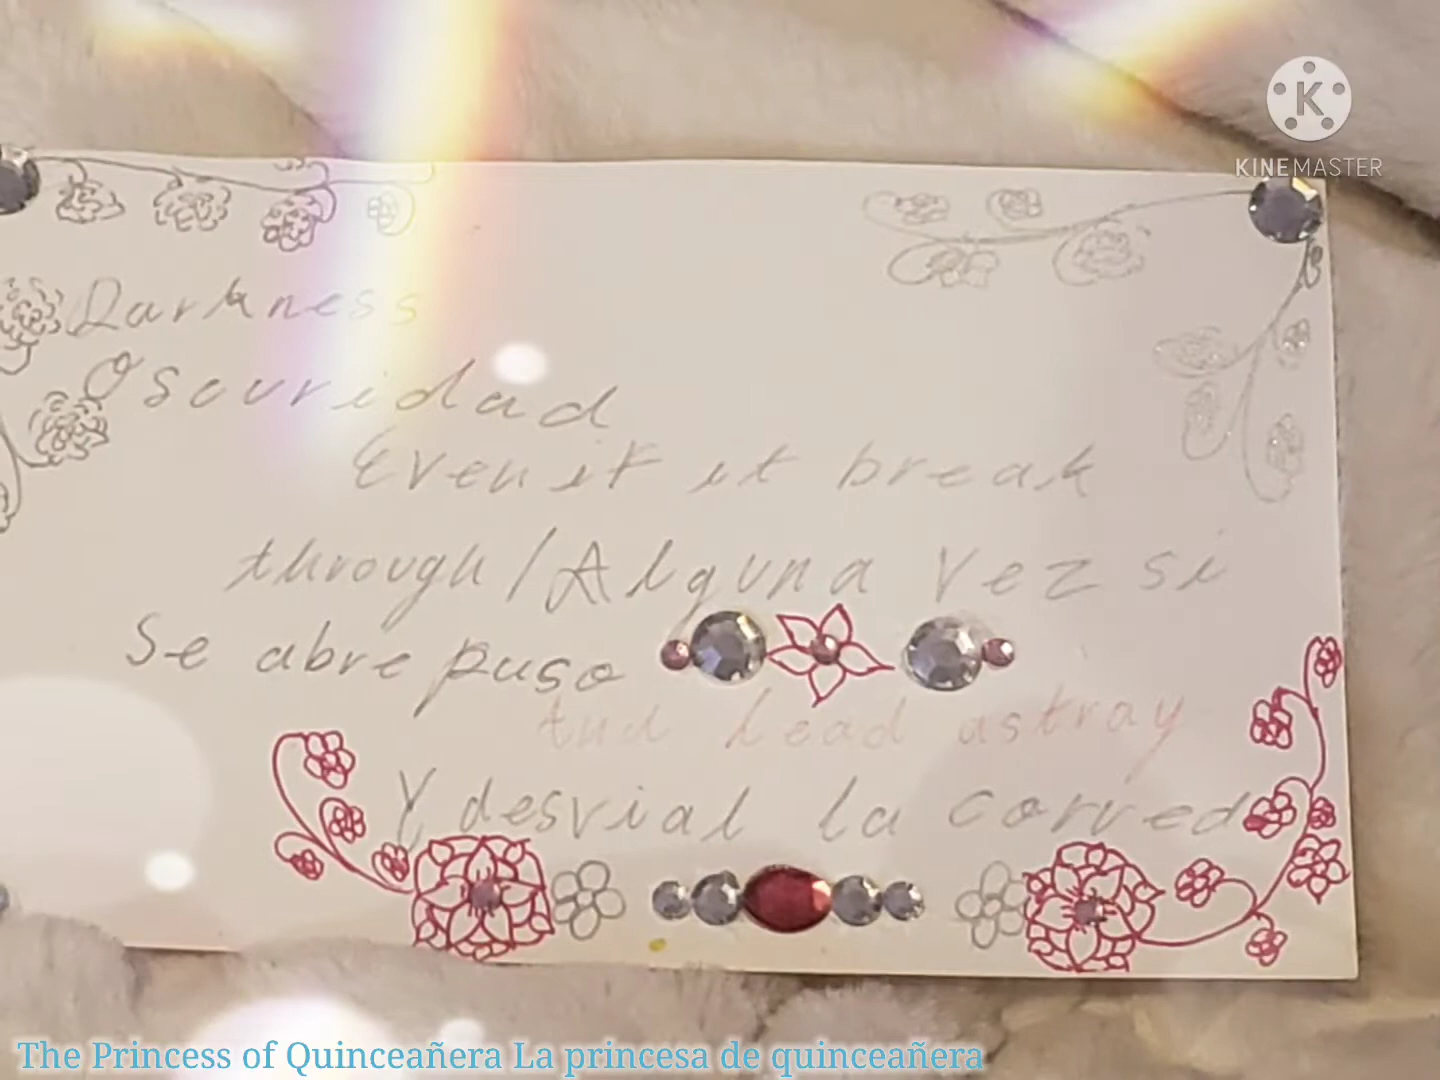 KINEMASTER
Darkness
Oscuridad
Even if it break
through/Alguna vez si
Se abre puso
lead astray
Y desvial la corred
The Princess of Quinceañera La princesa de quinceañera